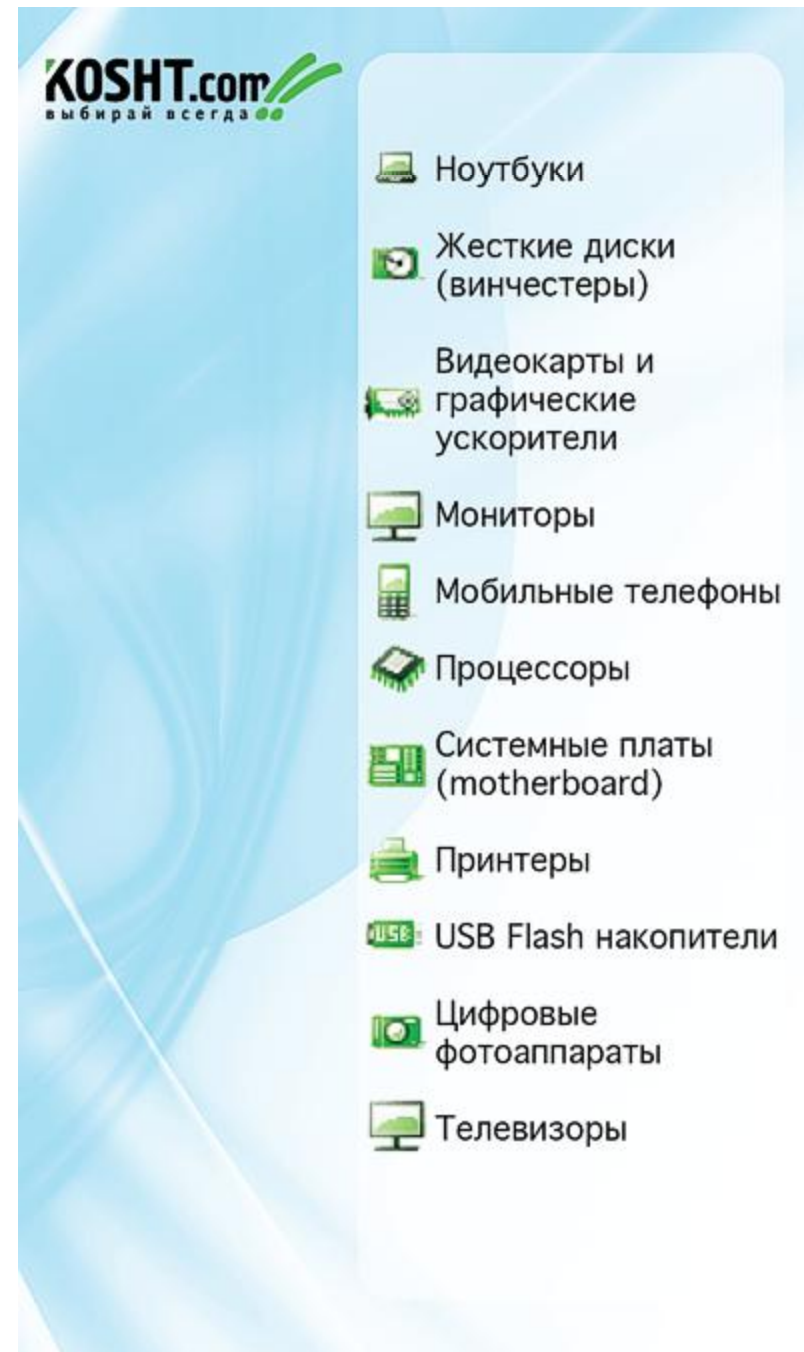 KOSHT.com
выбирай всегда
Ноутбуки
Жесткие диски
(винчестеры)
Видеокарты и
графические
ускорители
Мониторы
Мобильные телефоны
Процессоры
Системные платы
(motherboard)
Принтеры
USB
USB Flash накопители
Цифровые
фотоаппараты
Телевизоры